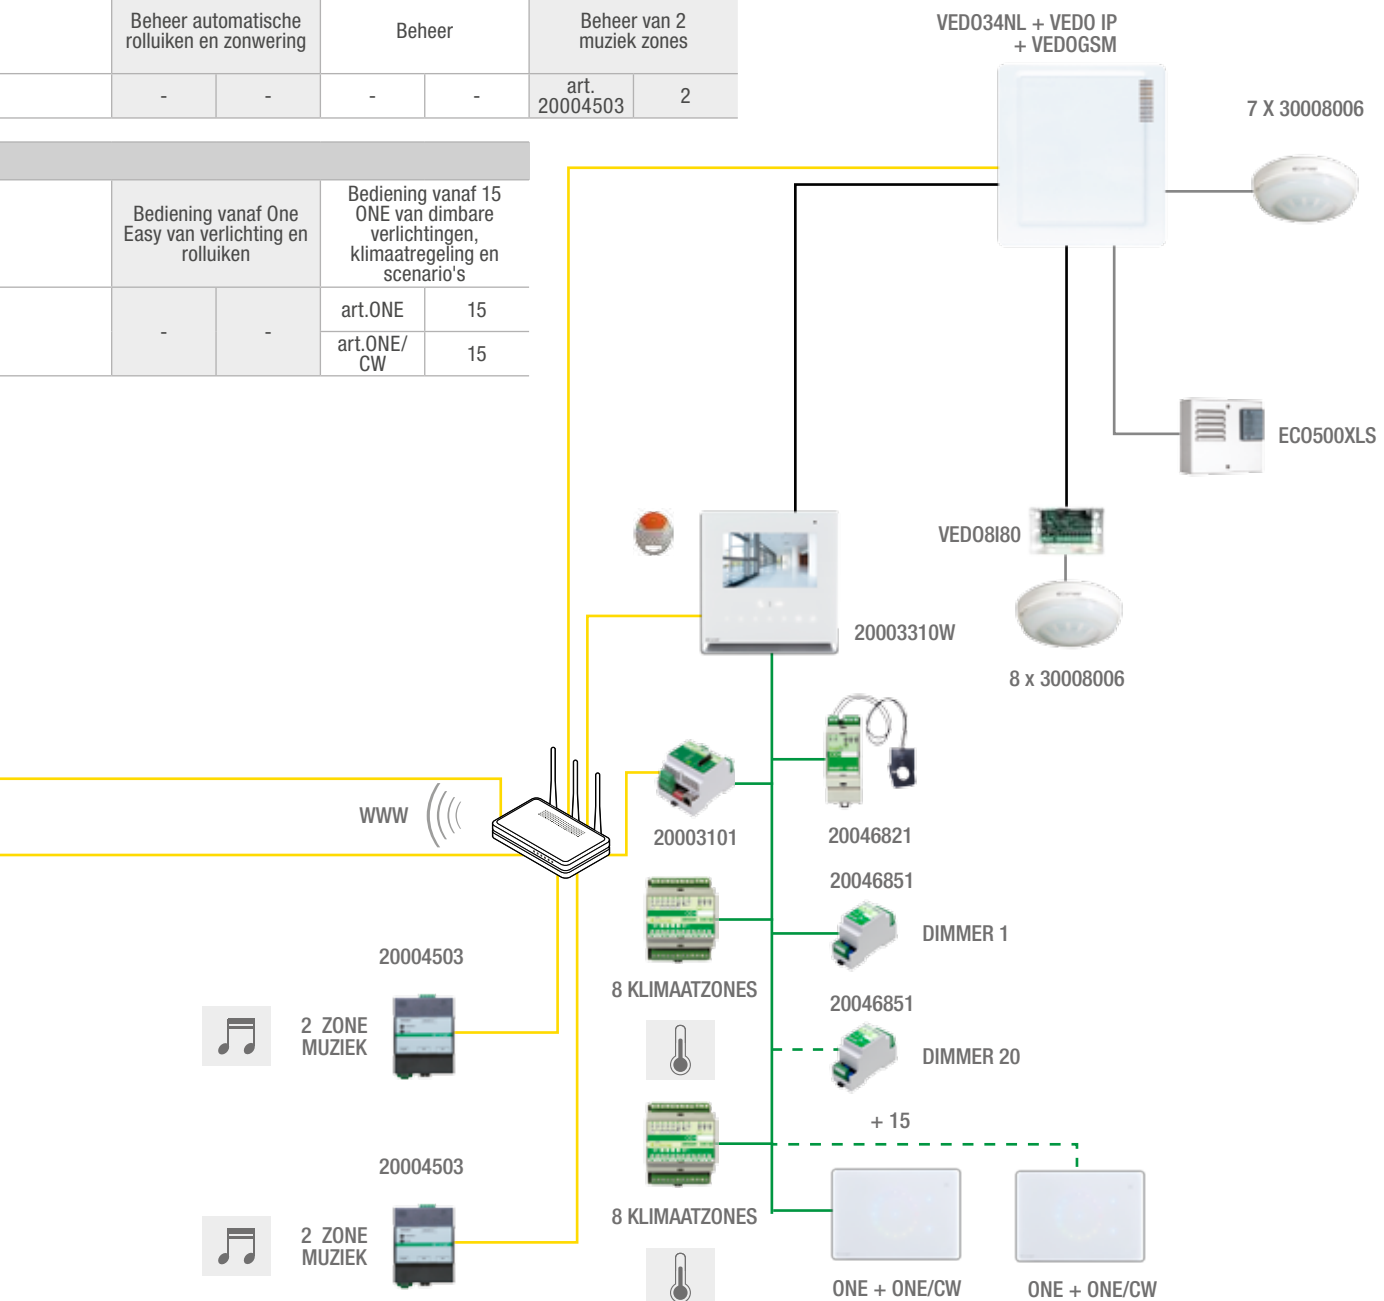 Beheer automatische
rolluiken en zonwering
Beheer
Beheer van 2
muziek zones
-
-
-
-
art.
20004503
2
Bediening vanaf One
Easy van verlichting en
rolluiken
Bediening vanaf 15
ONE van dimbare
verlichtingen,
klimaatregeling en
scenario's
-
-
art.ONE
15
art.ONE/
CW
15
VEDO34NL + VEDO IP
+ VEDOGSM
7 X 30008006
ECO500XLS
VEDO8I80
8 x 30008006
20003310W
WWW
20003101
20046821
20046851
DIMMER 1
8 KLIMAATZONES
20004503
2 ZONE
MUZIEK
20046851
DIMMER 20
+ 15
20004503
2 ZONE
MUZIEK
8 KLIMAATZONES
ONE + ONE/CW
ONE + ONE/CW